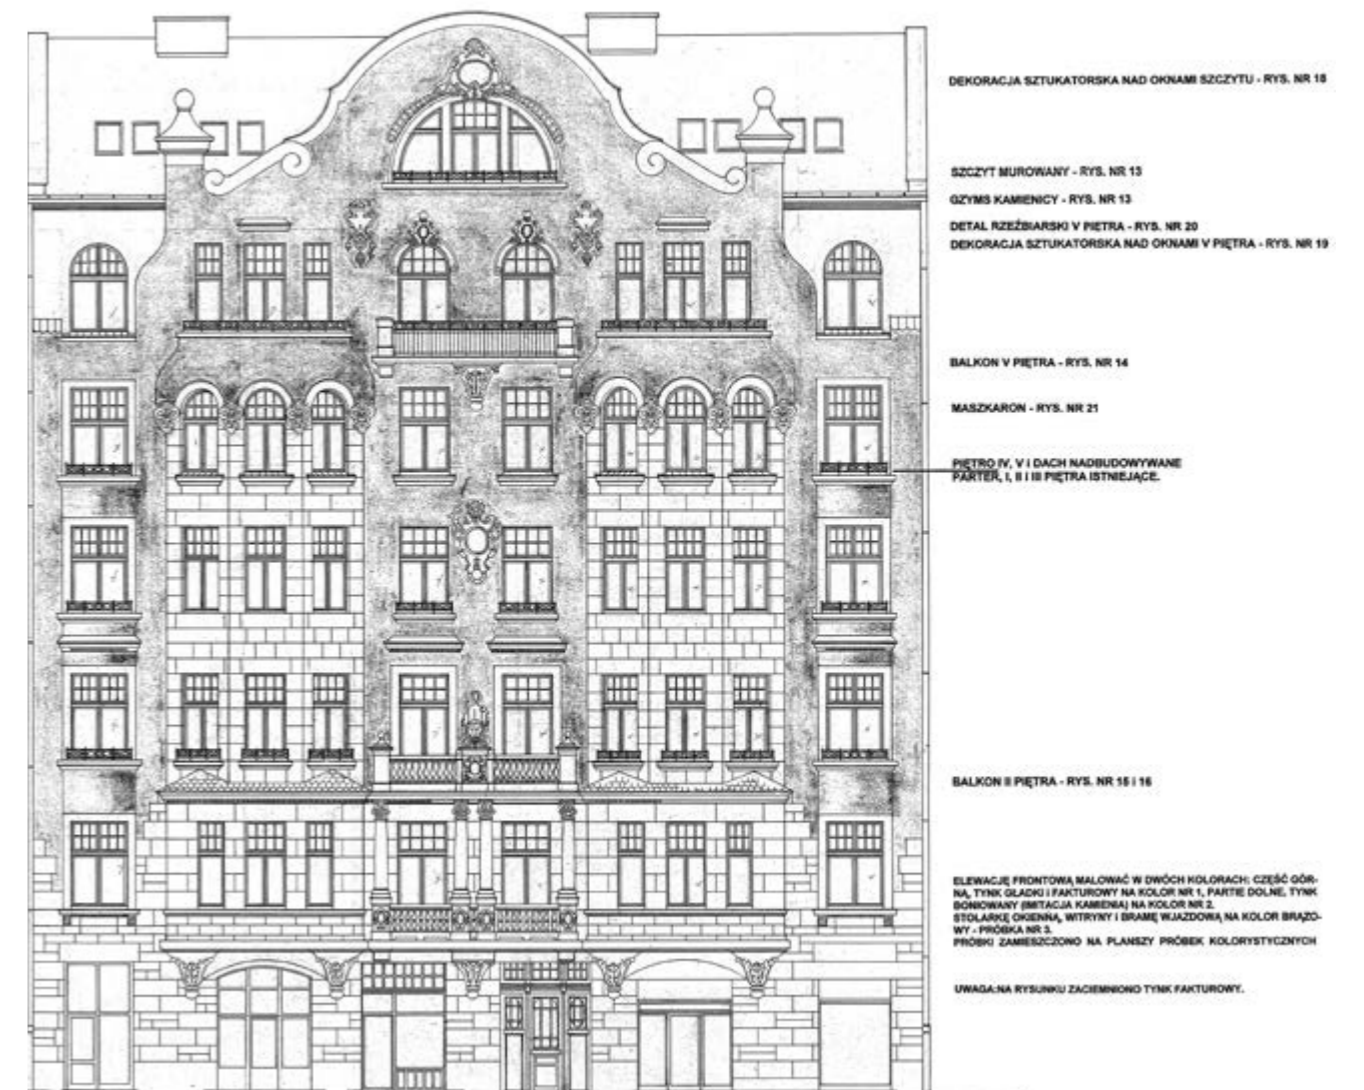 DEKORACJA SZTUKATORSKA NAD OKNAMI SZCZYTU - RYS. NR 18
SZCZYT MUROWANY - RYS. NR 13
GZYMS KAMIENICY - RYS. NR 13
DETAL RZEŹBIARSKI V PIETRA - RYS. NR 20
DEKORACJA SZTUKATORSKA NAD OKNAMI V PIĘTRA - RYS. NR 19
BALKON V PIĘTRA - RYS. NR 14
MASZKARON - RYS. NR 21
PIĘTRO IV, V I DACH NADBUDOWYWANE
PARTER, I, II I III PIĘTRA ISTNIEJĄCE.
BALKON II PIĘTRA - RYS. NR 15 I 16
ELEWACJĘ FRONTOWĄ MALOWAĆ W DWÓCH KOLORACH: CZĘŚĆ GÓR-
NĄ, TYNK GŁADKI I FAKTUROWY NA KOLOR NR 1, PARTIE DOLNE, TYNK
BONIOWANY (IMITACJA KAMIENIA) NA KOLOR NR 2.
STOLARKĘ OKIENNĄ, WITRYNY I BRAMĘ WJAZDOWĄ NA KOLOR BRĄZO-
WY - PRÓBKA NR 3.
PRÓBKI ZAMIESZCZONO NA PLANSZY PRÓBEK KOLORYSTYCZNYCH
UWAGA:NA RYSUNKU ZACIEMNIONO TYNK FAKTUROWY.